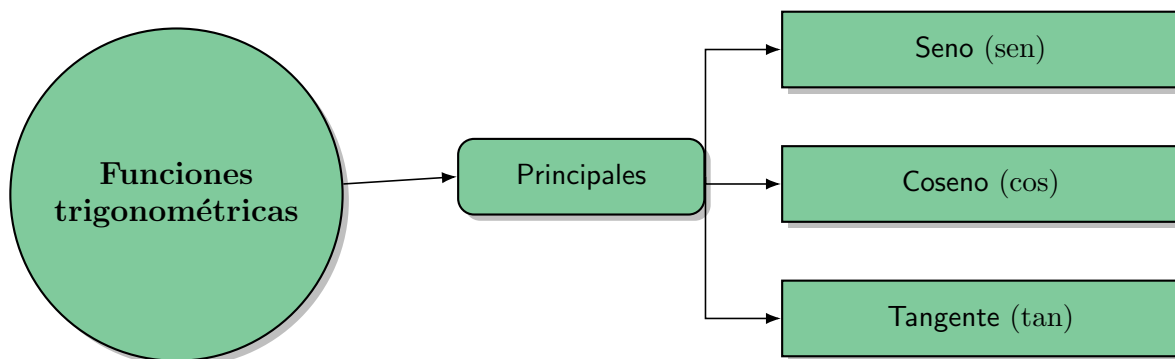 Funciones
trigonométricas
Principales
Seno (sen)
Coseno (cos)
Tangente (tan)